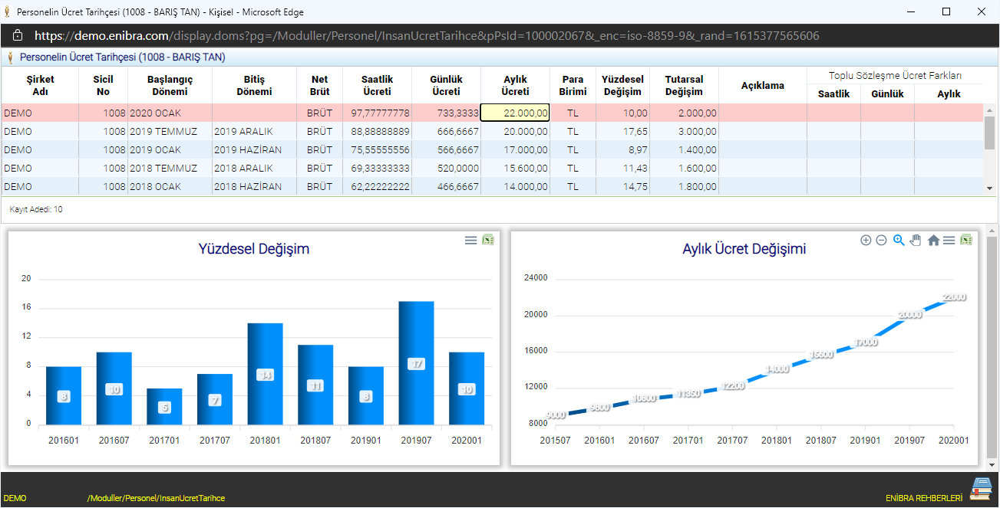 Personelin Ücret Tarihçesi (1008 - BARIŞ TAN) - Kişisel - Microsoft Edge
https://demo.enibra.com/display.doms?pg=/Moduller/Personel/InsanUcretTarihce&pPsId=100002067&_enc=iso-8859-9&_rand=1615377565606
Personelin Ücret Tarihçesi (1008 - BARIŞ TAN)
Şirket Adı Sicil No Başlangıç Dönemi Bitiş Dönemi Net Brüt Saatlik Ücreti Günlük Ücreti Aylık Ücreti Para Birimi Yüzdesel Değişim Tutarsal Değişim Açıklama Toplu Sözleşme Ücret Farkları
Saatlik Günlük Aylık
DEMO 1008 2020 OCAK BRÜT 97,77777778 733,3333 22.000,00 TL 10,00 2.000,00
DEMO 1008 2019 TEMMUZ 2019 ARALIK BRÜT 88,88888889 666,6667 20.000,00 TL 17,65 3.000,00
DEMO 1008 2019 OCAK 2019 HAZİRAN BRÜT 75,55555556 566,6667 17.000,00 TL 8,97 1.400,00
DEMO 1008 2018 TEMMUZ 2018 ARALIK BRÜT 69,33333333 520,0000 15.600,00 TL 11,43 1.600,00
DEMO 1008 2018 OCAK 2018 HAZİRAN BRÜT 62,22222222 466,6667 14.000,00 TL 14,75 1.800,00
Kayıt Adedi: 10
Yüzdesel Değişim
20
16
12
8
4
0
8 10 5 7 14 11 8 17 10
201601 201607 201701 201707 201801 201807 201901 201907 202001
Aylık Ücret Değişimi
24000
20000
16000
12000
8000
9000 9800 10800 11350 12200 14000 15600 17000 20000 22000
201507 201601 201607 201701 201707 201801 201807 201901 201907 202001
DEMO /Moduller/Personel/InsanUcretTarihce ENİBRA REHBERLERİ